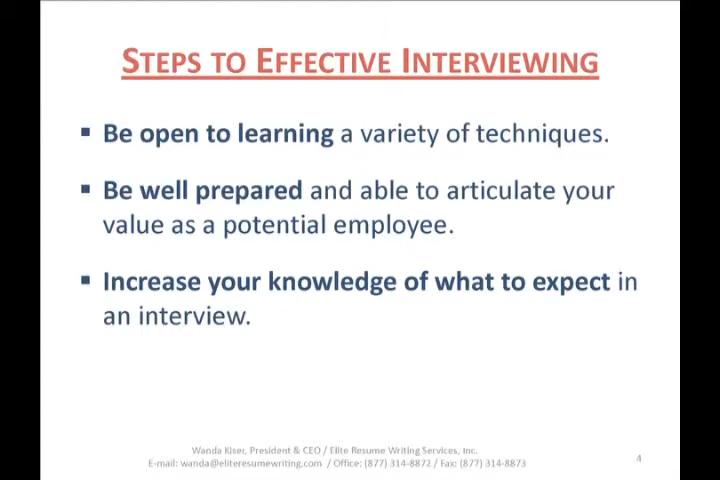 STEPS TO EFFECTIVE INTERVIEWING
▪ Be open to learning a variety of techniques.
▪ Be well prepared and able to articulate your
value as a potential employee.
▪ Increase your knowledge of what to expect in
an interview.
Wanda Kiser, President & CEO / Elite Resume Writing Services, Inc.
E-mail: wanda@eliteresumewriting.com / Office: (877) 314-8872 / Fax: (877) 314-8873
4